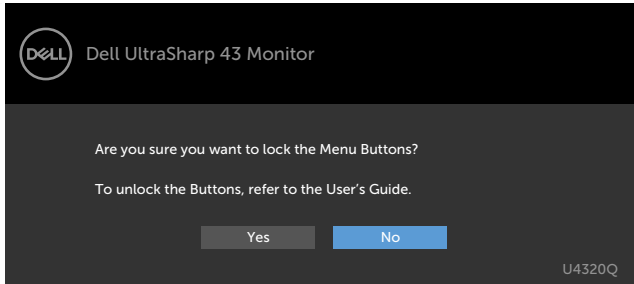 DELL
Dell UltraSharp 43 Monitor
Are you sure you want to lock the Menu Buttons?
To unlock the Buttons, refer to the User’s Guide.
Yes
No
U4320Q